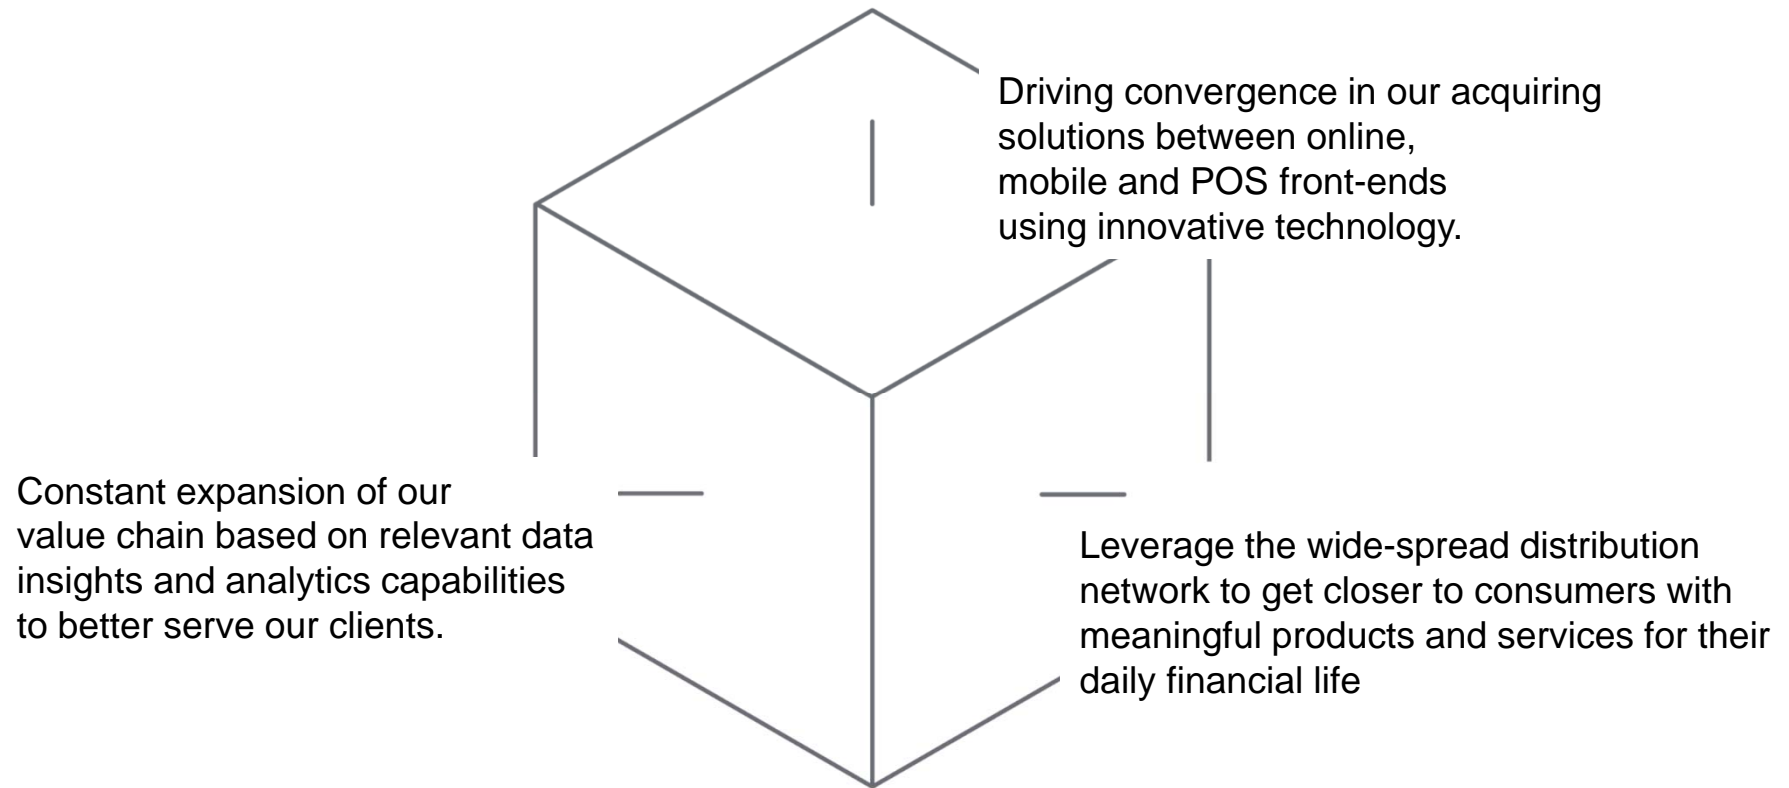 Driving convergence in our acquiring
solutions between online,
mobile and POS front-ends
using innovative technology.
Constant expansion of our
value chain based on relevant data
insights and analytics capabilities
to better serve our clients.
Leverage the wide-spread distribution
network to get closer to consumers with
meaningful products and services for their
daily financial life